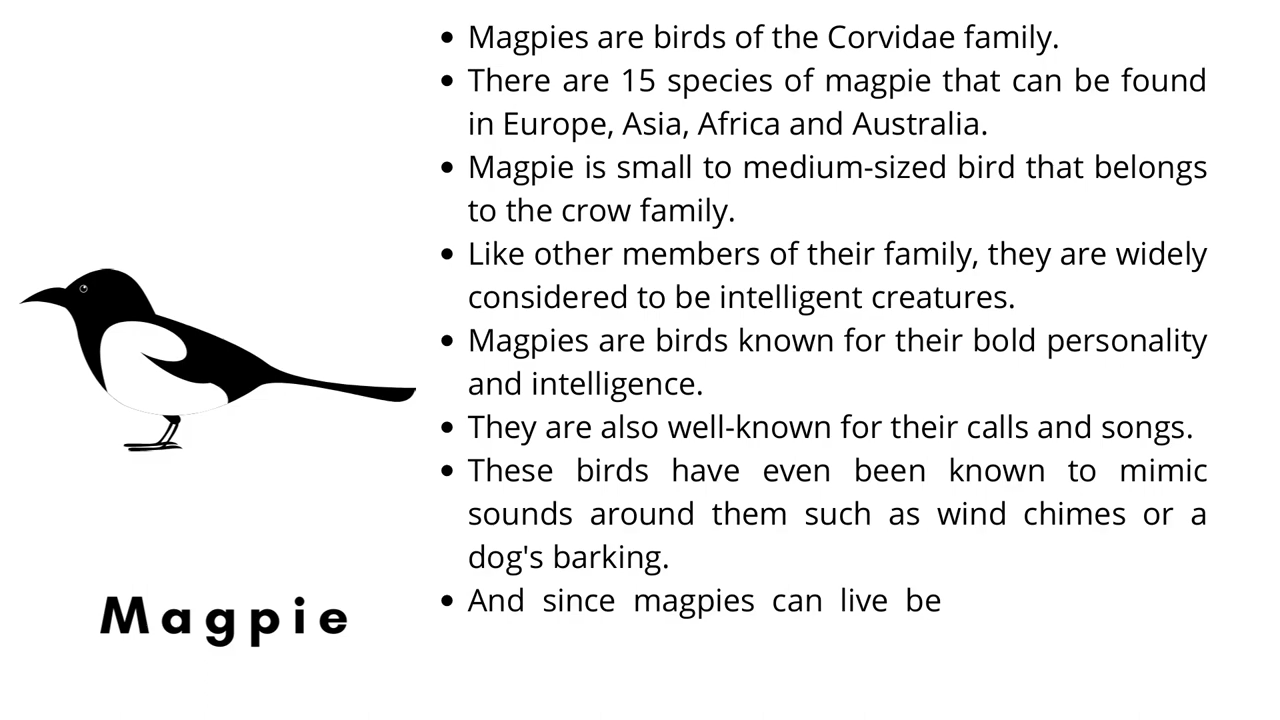 • Magpies are birds of the Corvidae family.
• There are 15 species of magpie that can be found
in Europe, Asia, Africa and Australia.
• Magpie is small to medium-sized bird that belongs
to the crow family.
• Like other members of their family, they are widely
considered to be intelligent creatures.
• Magpies are birds known for their bold personality
and intelligence.
• They are also well-known for their calls and songs.
• These birds have even been known to mimic
sounds around them such as wind chimes or a
dog's barking.
• And since magpies can live be
Magpie